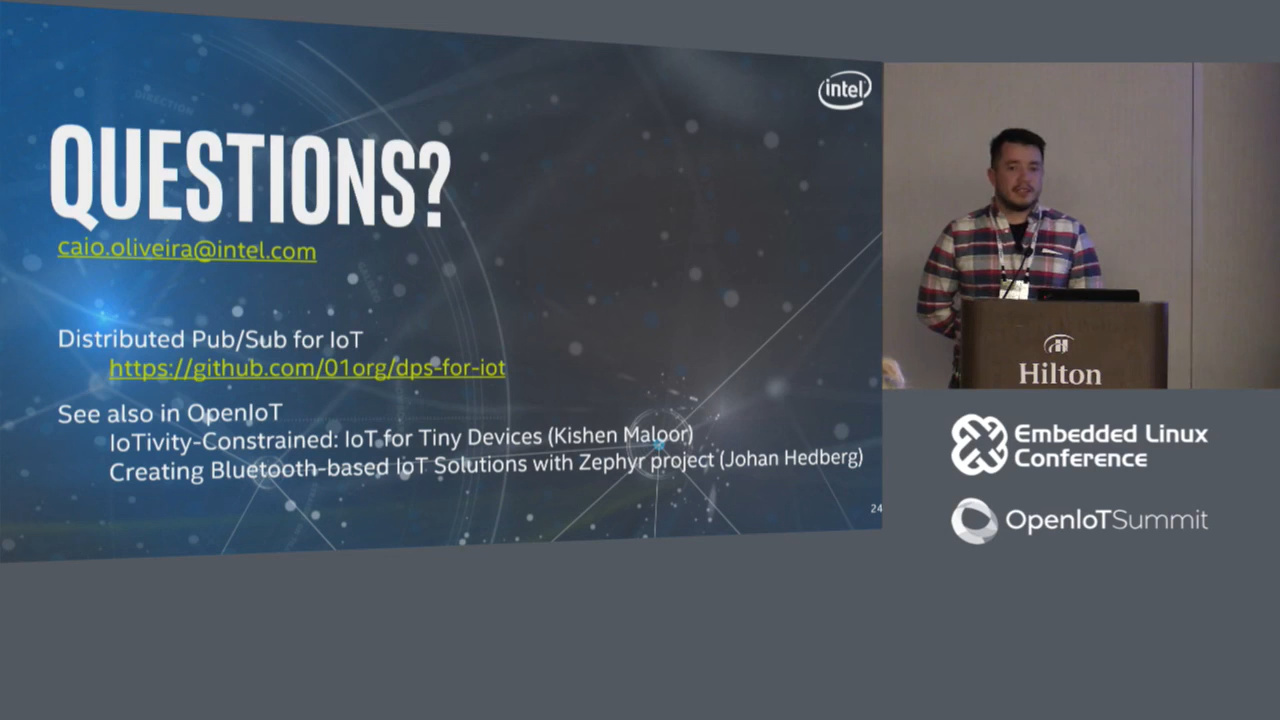 intel
QUESTIONS?
caio.oliveira@intel.com
Distributed Pub/Sub for IoT
https://github.com/01org/dps-for-iot
See also in OpenIoT
IoTivity-Constrained: IoT for Tiny Devices (Kishen Maloor)
Creating Bluetooth-based IoT Solutions with Zephyr project (Johan Hedberg)
24
DIRECTION
Hilton
Embedded Linux
Conference
OpenIoTSummit